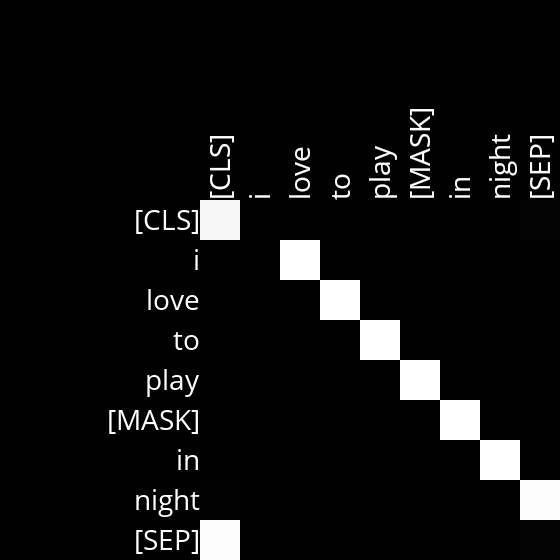 [CLS]
i
love
to
play
[MASK]
in
night
[SEP]
[CLS]
i
love
to
play
[MASK]
in
night
[SEP]